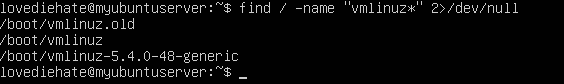 lovediehate@myubuntuserver:~$ find / -name "vmlinuz*" 2>/dev/null
/boot/vmlinuz.old
/boot/vmlinuz
/boot/vmlinuz-5.4.0-48-generic
lovediehate@myubuntuserver:~$ _